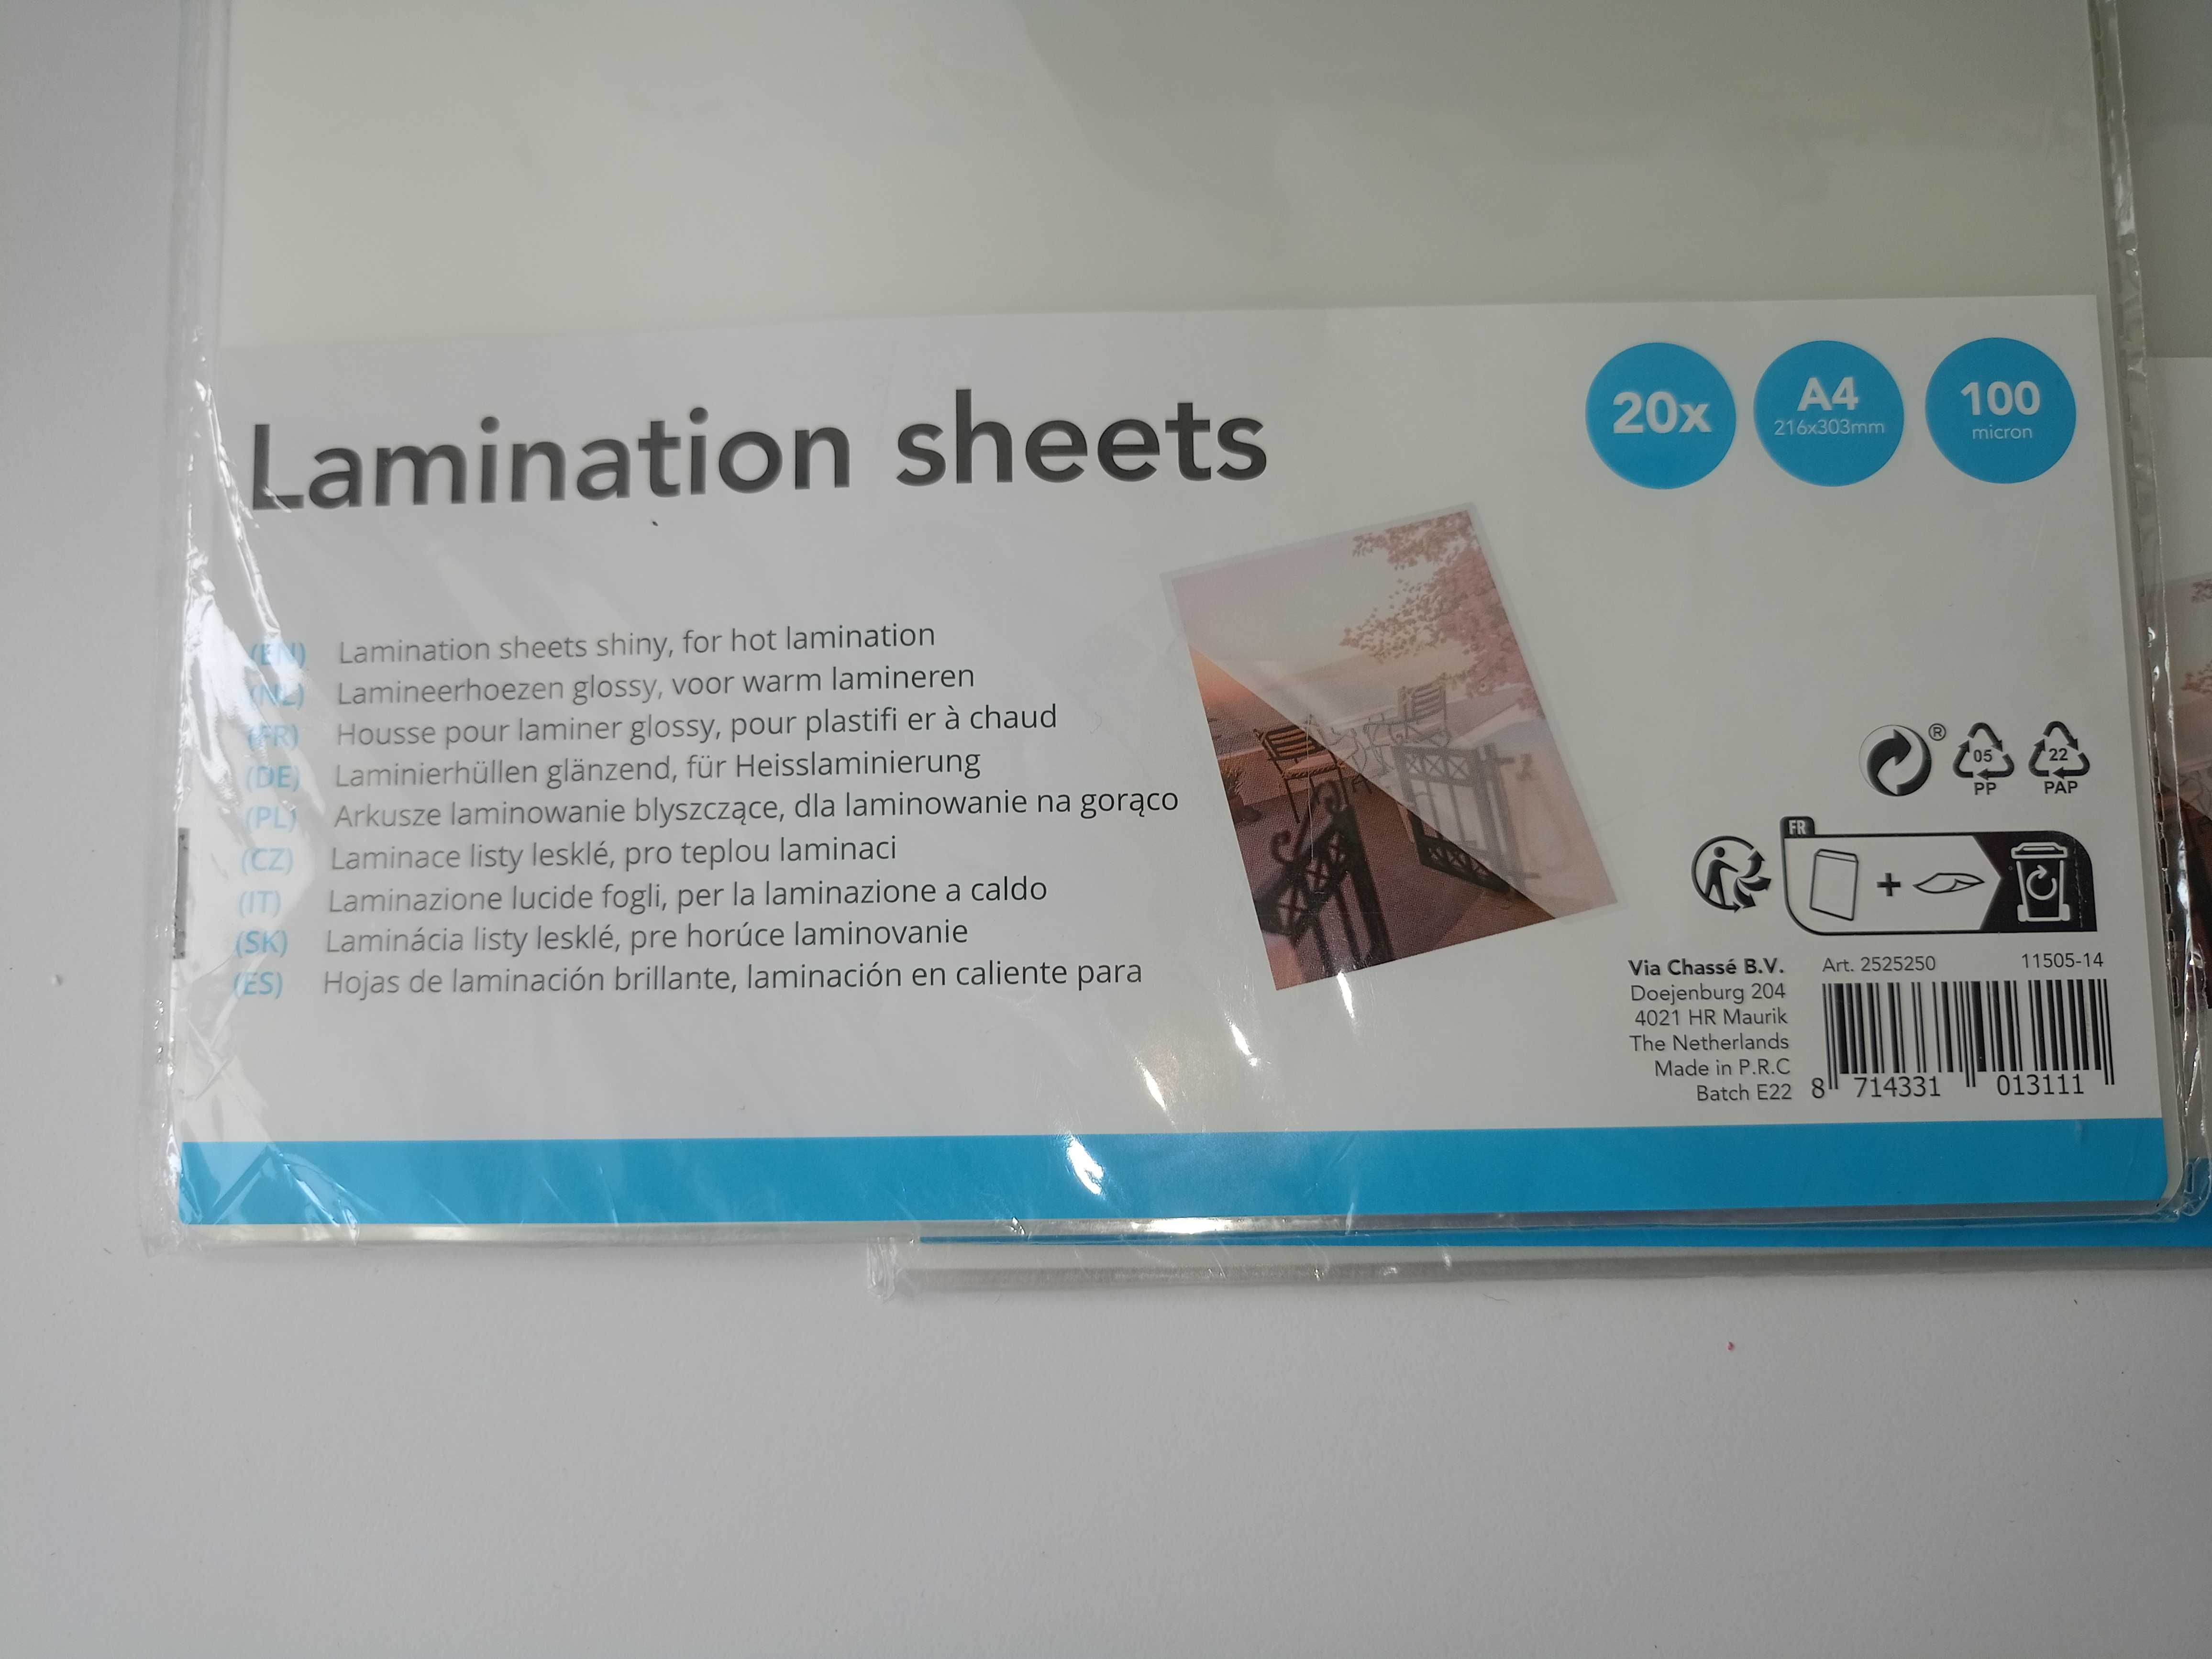 Lamination sheets
20x
A4
216x303mm
100
micron
(EN) Lamination sheets shiny, for hot lamination
(NL) Lamineerhoezen glossy, voor warm lamineren
(FR) Housse pour laminer glossy, pour plastifi er à chaud
(DE) Laminierhüllen glänzend, für Heisslaminierung
(PL) Arkusze laminowanie blyszczące, dla laminowanie na gorąco
(CZ) Laminace listy lesklé, pro teplou laminaci
(IT) Laminazione lucide fogli, per la laminazione a caldo
(SK) Laminácia listy lesklé, pre horúce laminovanie
(ES) Hojas de laminación brillante, laminación en caliente para
®
05
PP
22
PAP
FR
Via Chassé B.V.
Doejenburg 204
4021 HR Maurik
The Netherlands
Made in P.R.C
Batch E22
Art. 2525250 11505-14
8 714331 013111